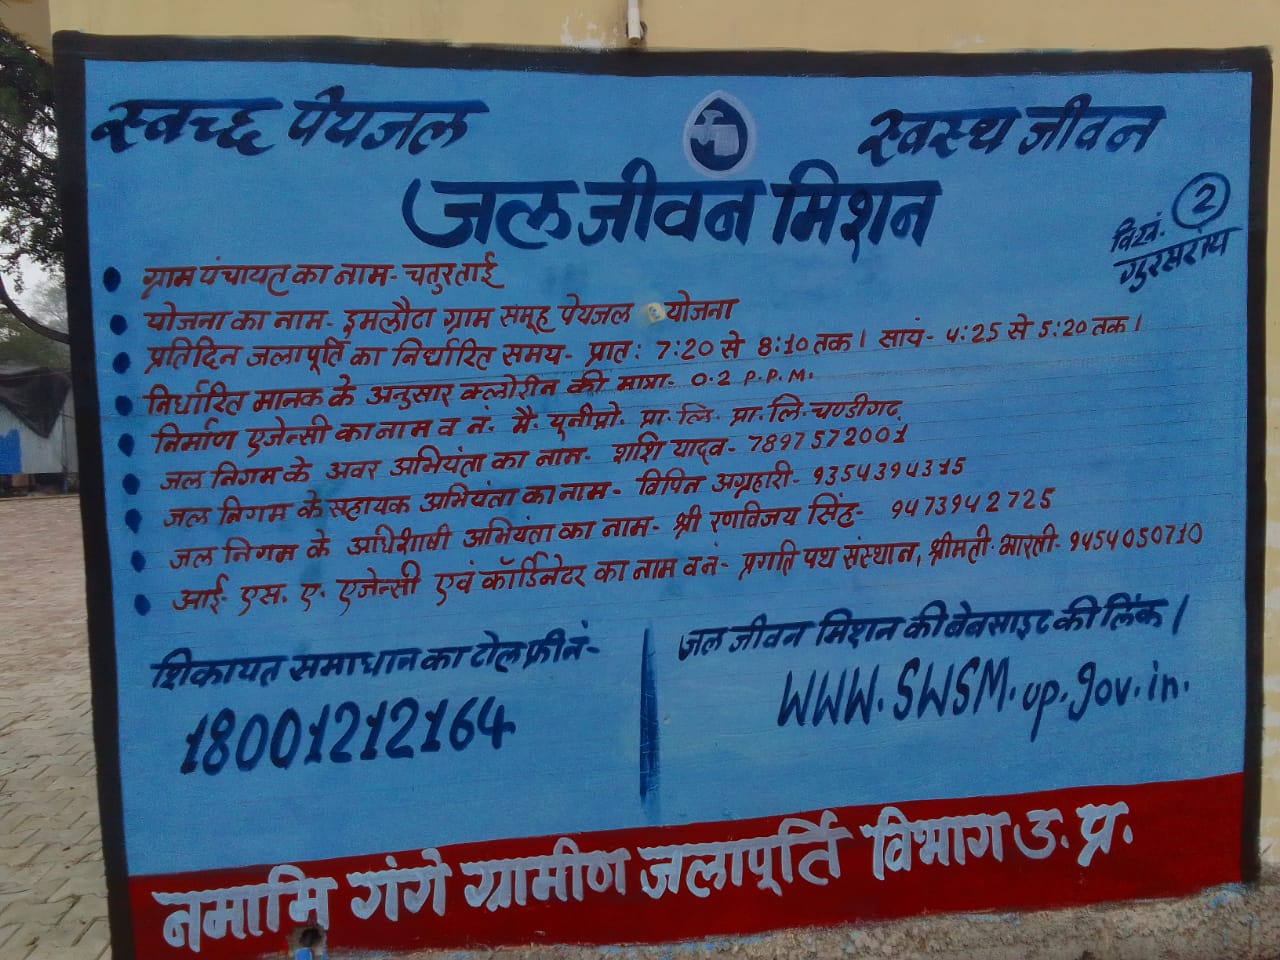 स्वच्छ पेयजल
स्वस्थ जीवन
जल जीवन मिशन
2
वि.खं.
गुरसरांय
ग्राम पंचायत का नाम- चतुरताई
योजना का नाम- इमलौटा ग्राम समूह पेयजल योजना
प्रतिदिन जलापूर्ति का निर्धारित समय- प्रात: 7:20 से 8:10 तक। सायं- 4:25 से 5:20 तक।
निर्धारित मानक के अनुसार क्लोरीन की मात्रा- 0.2 P.P.M.
निर्माण एजेन्सी का नाम व नं- मै. यूनीप्रो. प्रा. लि. प्रा. लि. चण्डीगढ़
जल निगम के अवर अभियंता का नाम- शशि यादव- 7897572001
जल निगम के सहायक अभियंता का नाम- विपिन अग्रहारी- 9354394315
जल निगम के अधिशाषी अभियंता का नाम- श्री रणविजय सिंह- 9473942725
आई. एस. ए. एजेन्सी एवं कॉर्डिनेटर का नाम व नं- प्रगति पथ संस्थान, श्रीमती- भारती- 9454050710
शिकायत समाधान का टोल फ्री नं-
18001212164
जल जीवन मिशन की वेबसाइट की लिंक।
WWW.SWSM.up.gov.in.
नमामि गंगे ग्रामीण जलापूर्ति विभाग उ.प्र.